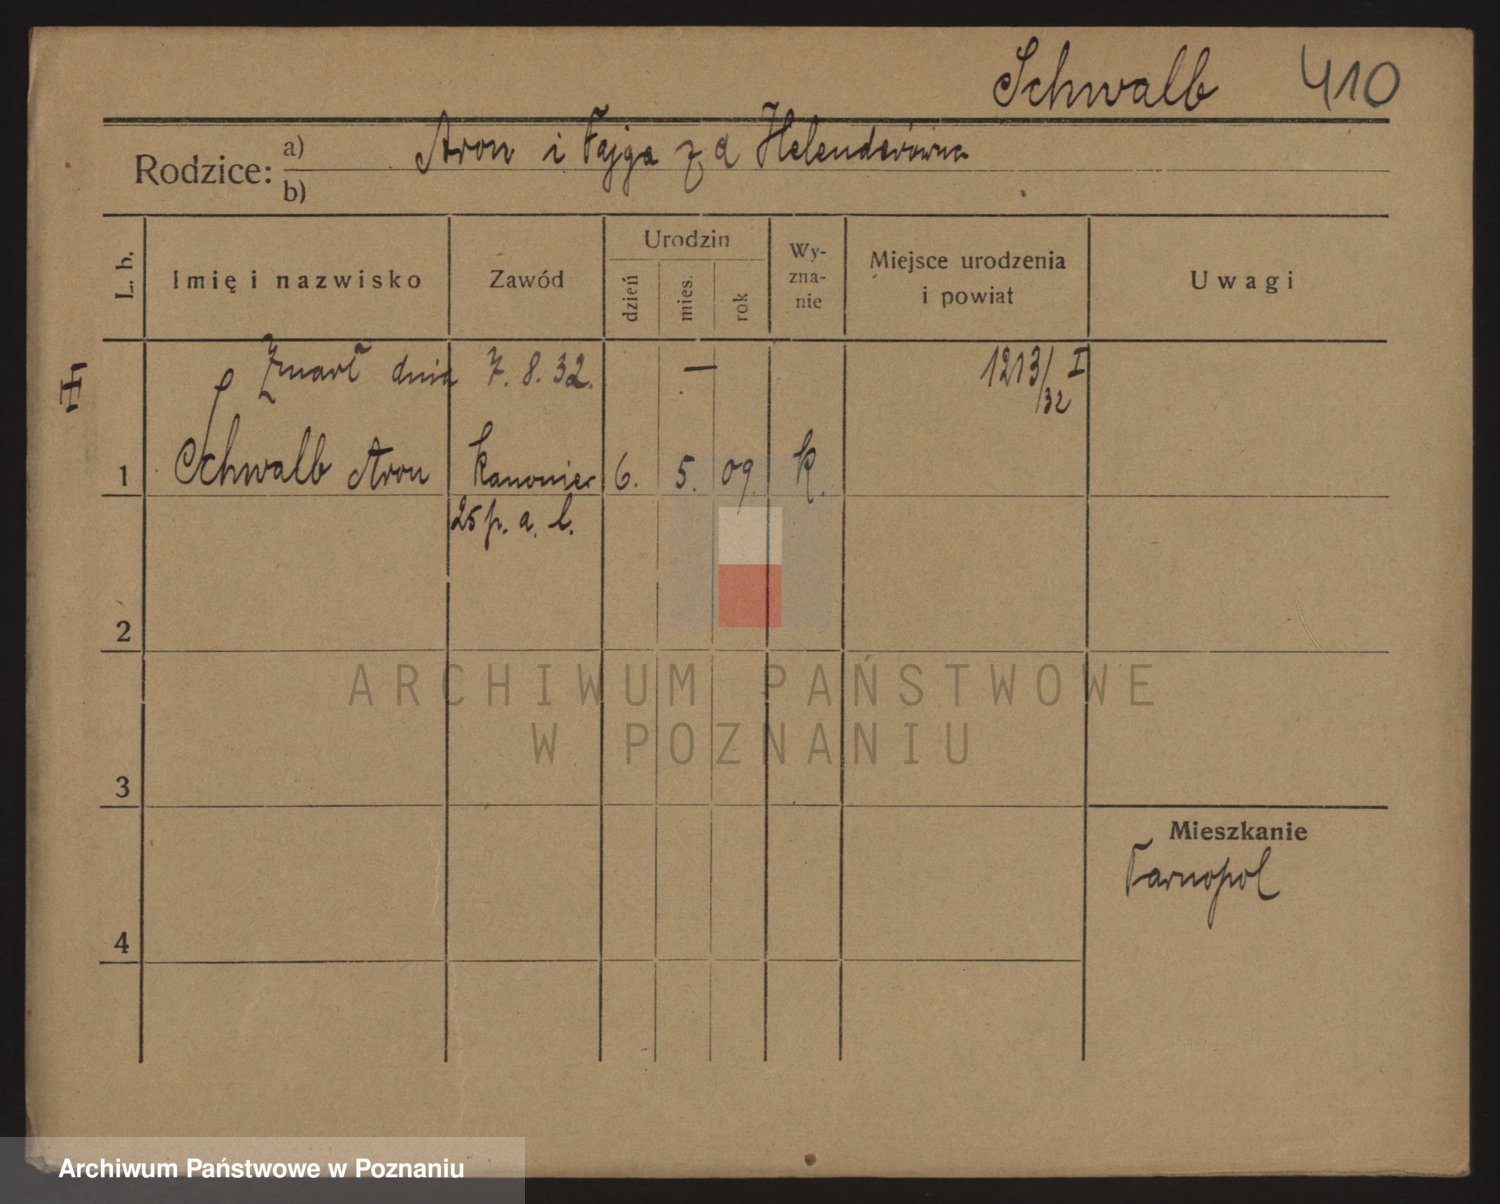 Schwalb 410
Rodzice: a) Aron i Fajga z d Helenderówna
b)
L. b. Imię i nazwisko Zawód Urodzin dzień mies. rok Wy-zna-nie Miejsce urodzenia i powiat Uwagi
Zmarł dnia 7. 8. 32. — 1213/32 I
1 Schwalb Aron Kanonier 6. 5. 09. K.
25 p. a. l.
2
ARCHIWUM PAŃSTWOWE
W POZNANIU
3
Mieszkanie
Tarnopol
4
Archiwum Państwowe w Poznaniu